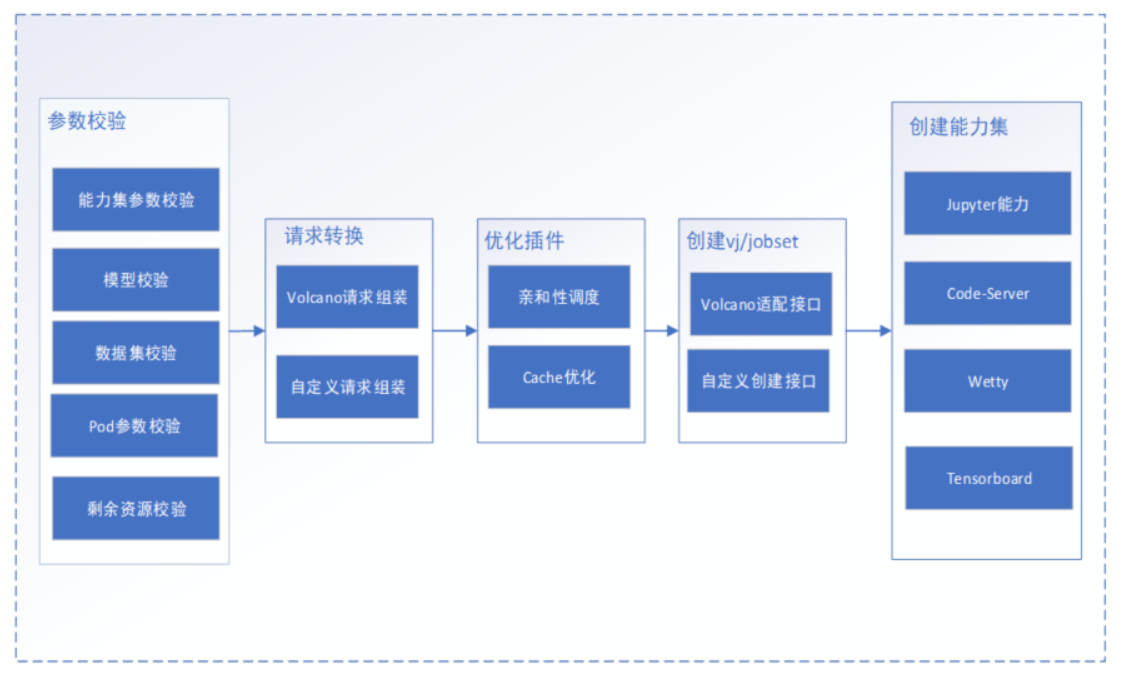 参数校验
能力集参数校验
模型校验
数据集校验
Pod参数校验
剩余资源校验
请求转换
Volcano请求组装
自定义请求组装
优化插件
亲和性调度
Cache优化
创建vj/jobset
Volcano适配接口
自定义创建接口
创建能力集
Jupyter能力
Code-Server
Wetty
Tensorboard